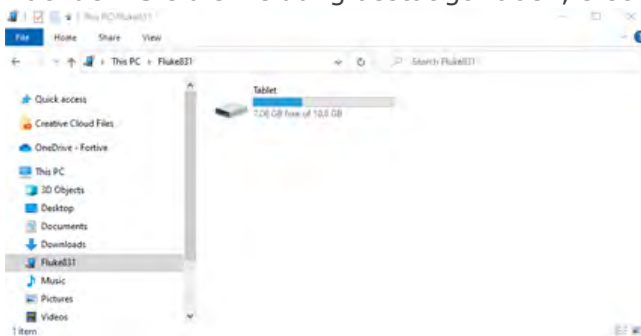 This PC\Fluke831
File Home Share View
This PC › Fluke831
Search Fluke831
Quick access
Creative Cloud Files
OneDrive - Fortive
This PC
3D Objects
Desktop
Documents
Downloads
Fluke831
Music
Pictures
Videos
Tablet
7,06 GB free of 10,0 GB
1 item